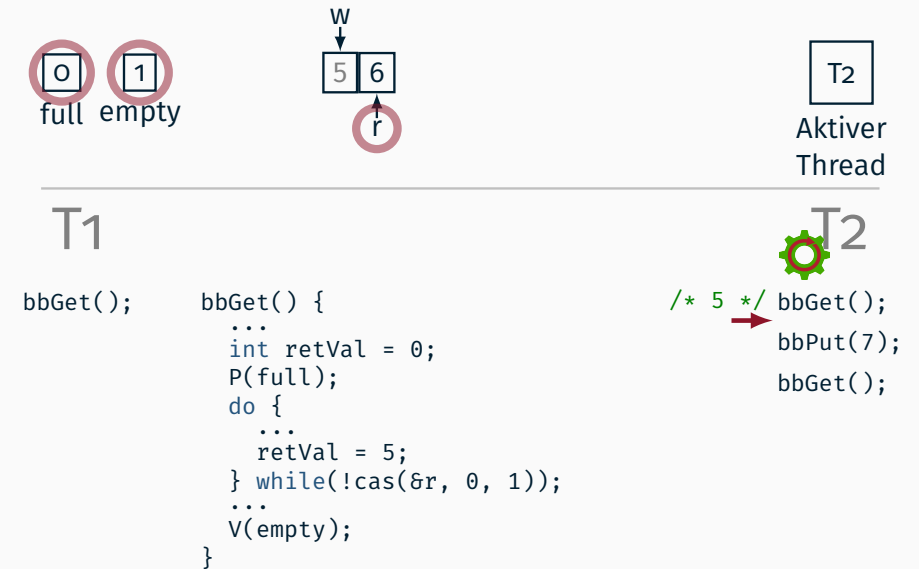 w
0 1 5 6 T2
full empty r Aktiver
Thread
T1 T2
bbGet(); bbGet() { /* 5 */ bbGet();
...
int retVal = 0; bbPut(7);
P(full); bbGet();
do {
...
retVal = 5;
} while(!cas(&r, 0, 1));
...
V(empty);
}